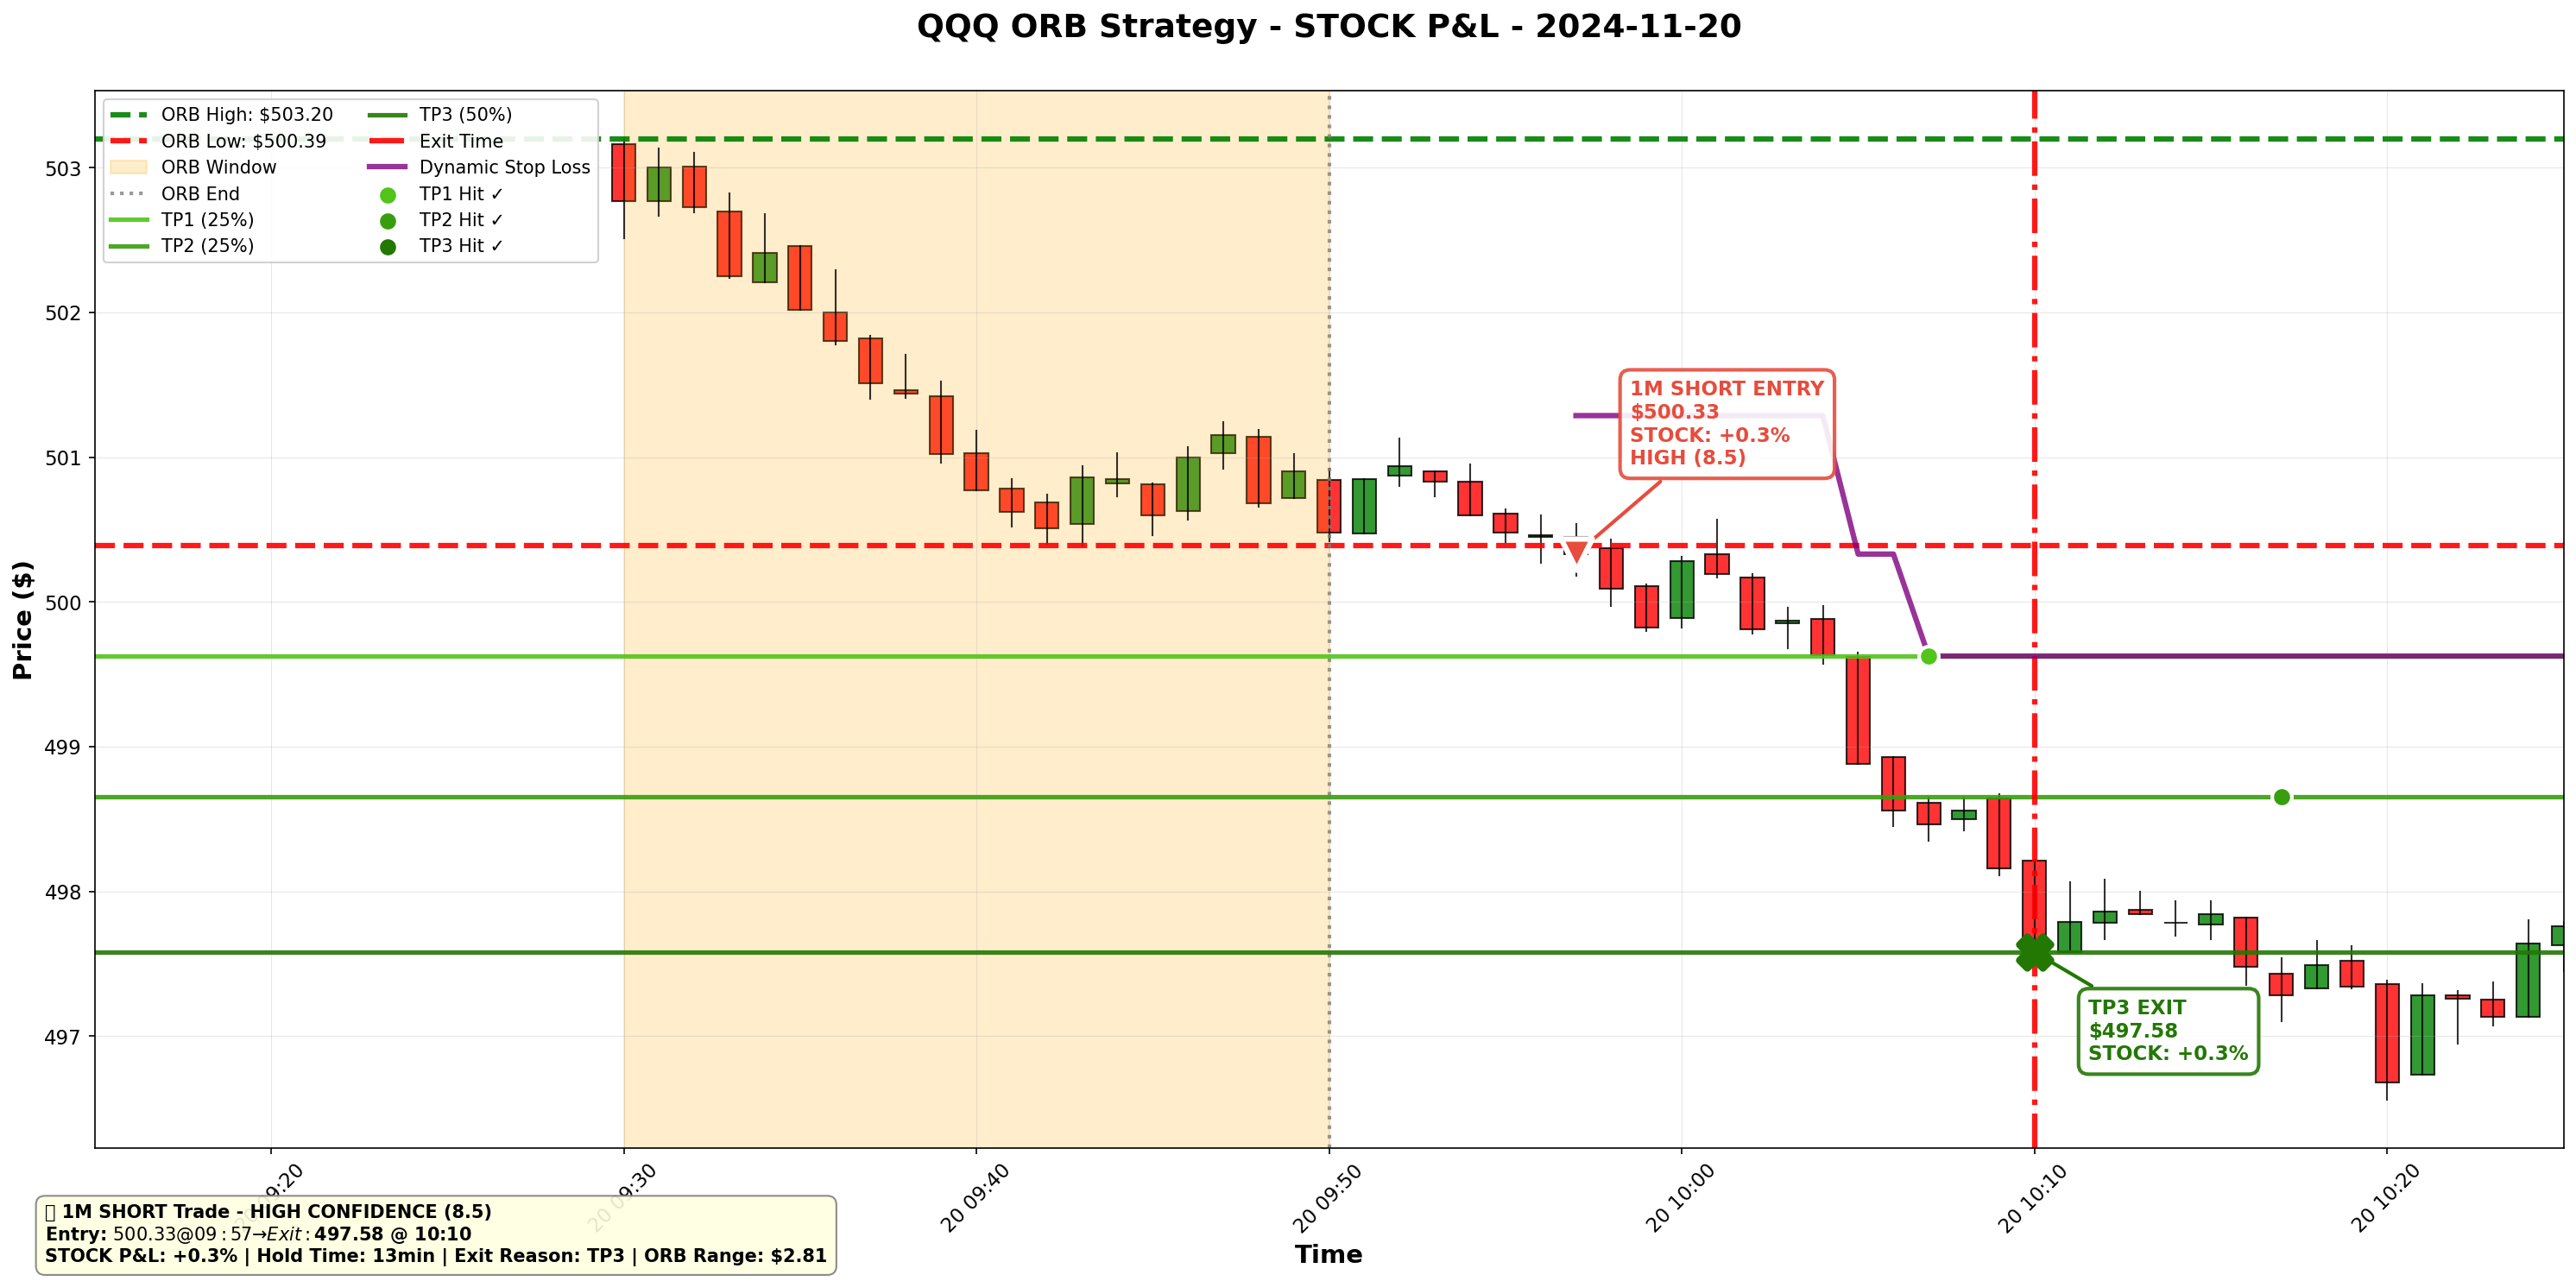 QQQ ORB Strategy - STOCK P&L - 2024-11-20
ORB High: $503.20
ORB Low: $500.39
ORB Window
ORB End
TP1 (25%)
TP2 (25%)
TP3 (50%)
Exit Time
Dynamic Stop Loss
TP1 Hit ✓
TP2 Hit ✓
TP3 Hit ✓
Price ($)
503
502
501
500
499
498
497
1M SHORT ENTRY
$500.33
STOCK: +0.3%
HIGH (8.5)
TP3 EXIT
$497.58
STOCK: +0.3%
20 09:20
20 09:30
20 09:40
20 09:50
20 10:00
20 10:10
20 10:20
Time
1M SHORT Trade - HIGH CONFIDENCE (8.5)
Entry: 500.33@09:57→Exit:497.58 @ 10:10
STOCK P&L: +0.3% | Hold Time: 13min | Exit Reason: TP3 | ORB Range: $2.81